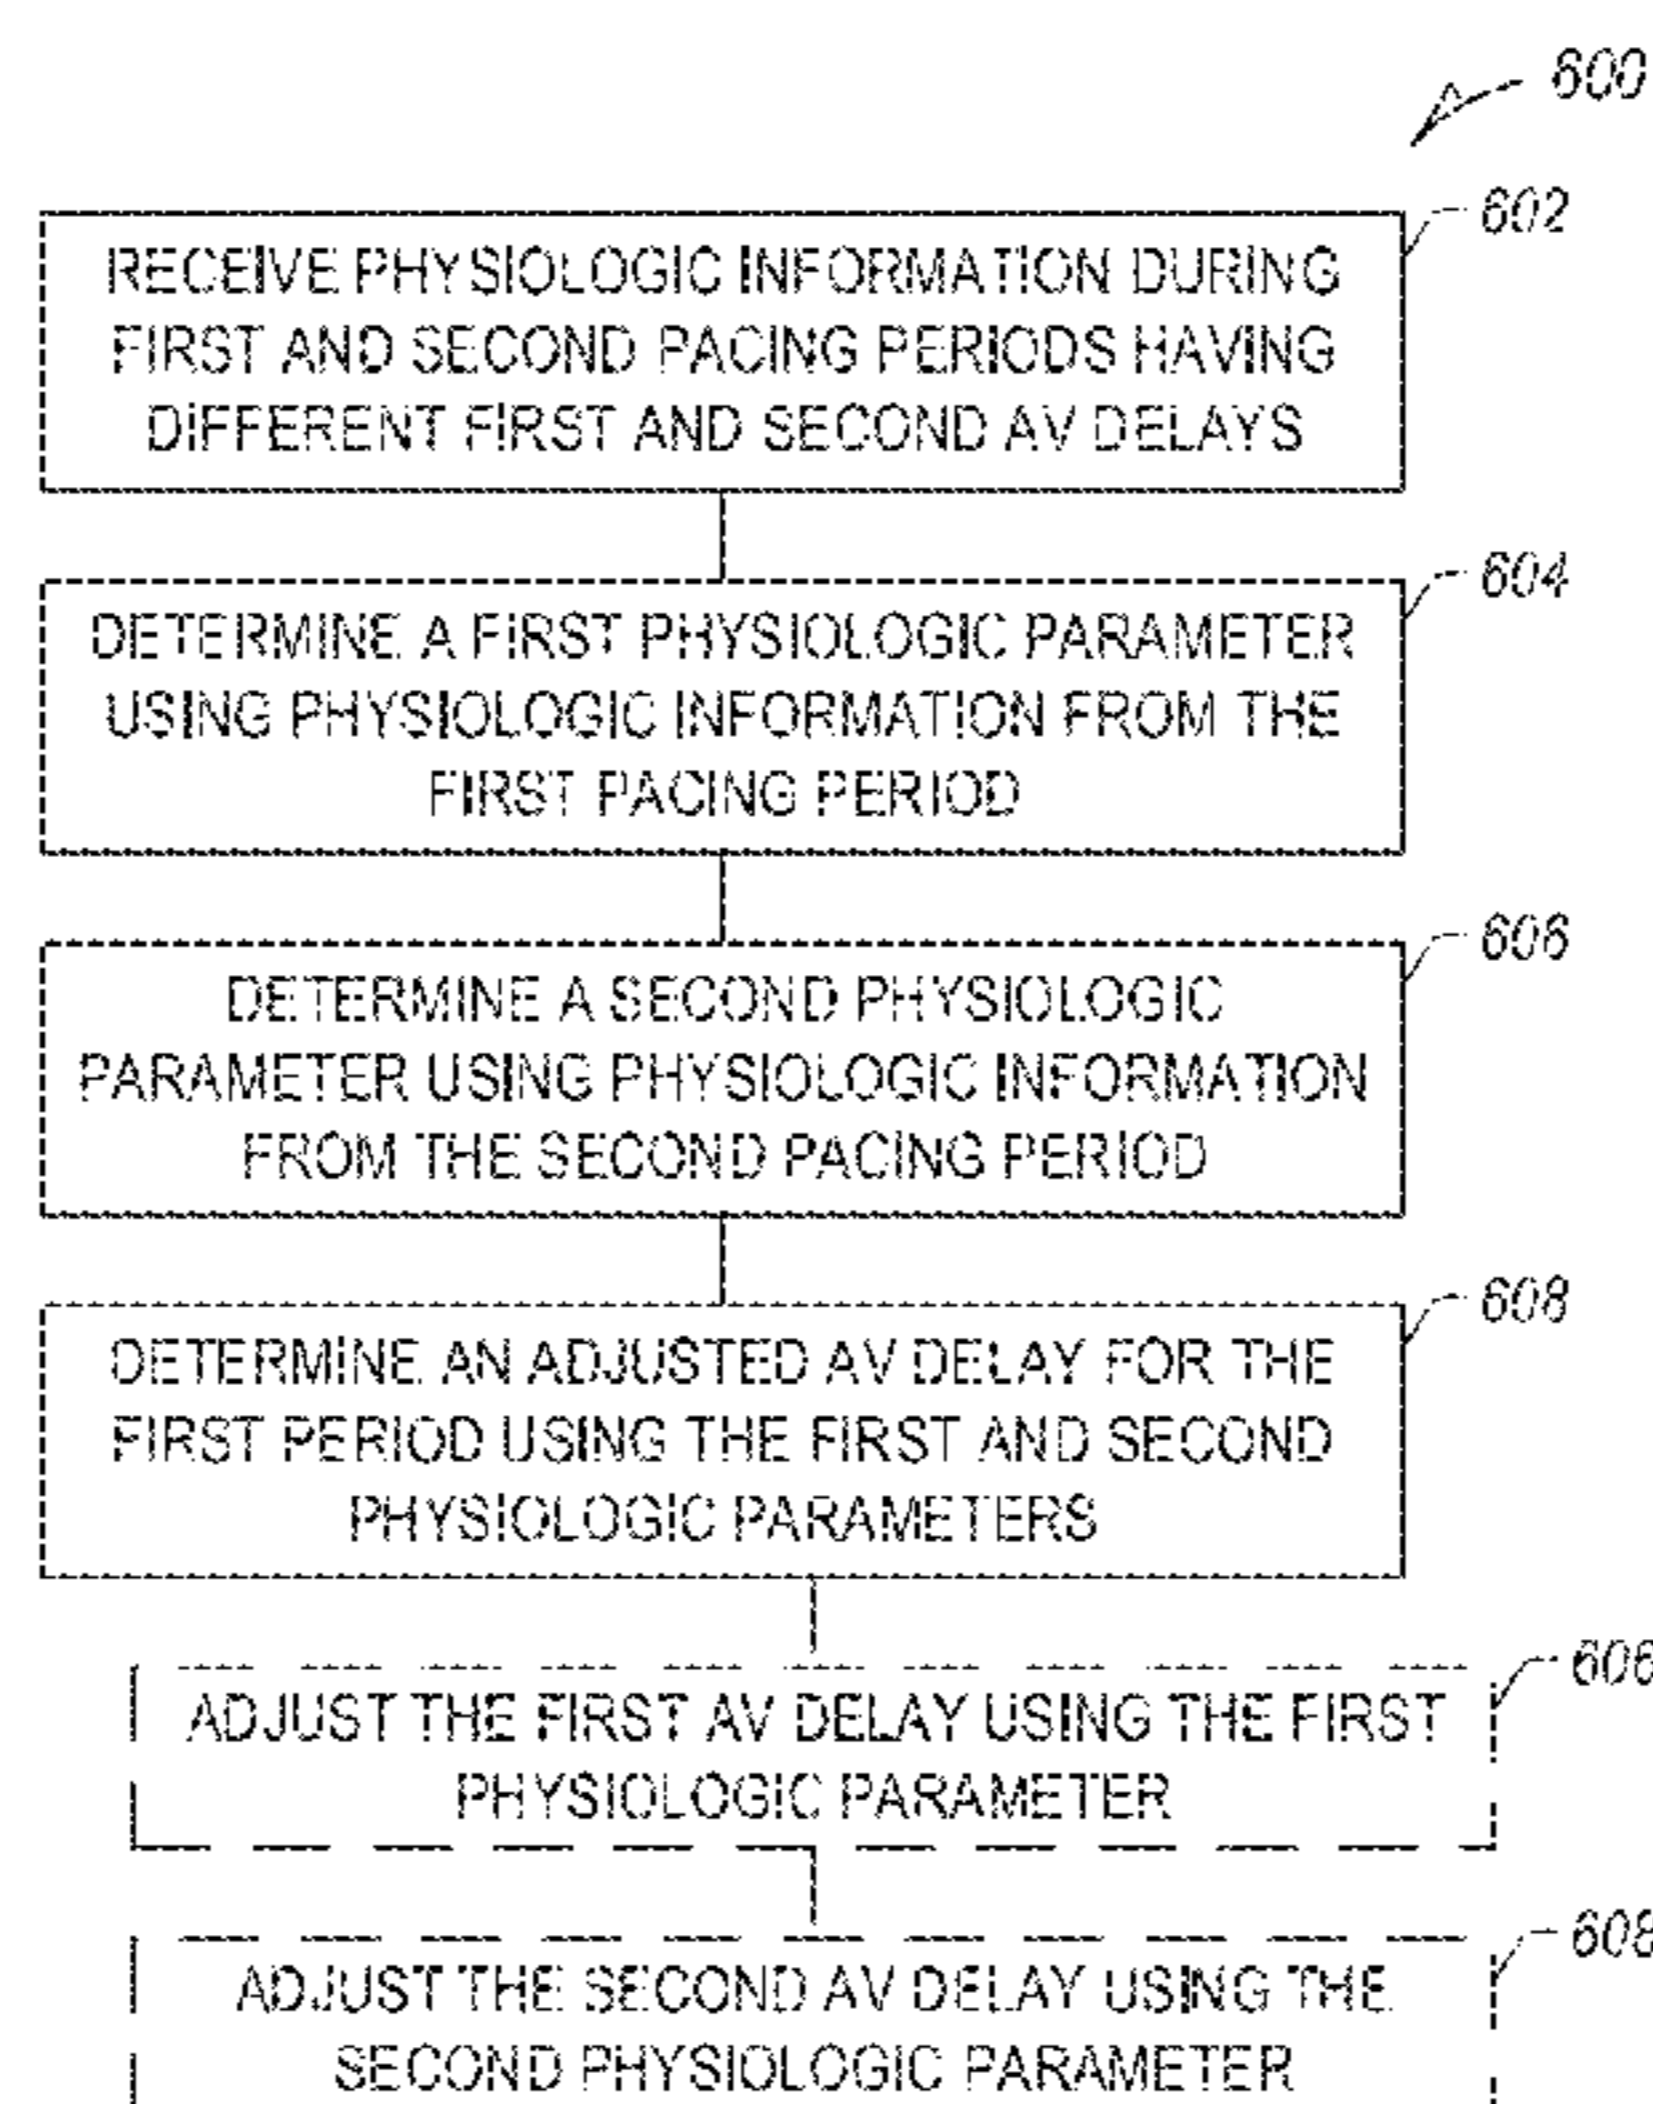 600
602
RECEIVE PHYSIOLOGIC INFORMATION DURING
FIRST AND SECOND PACING PERIODS HAVING
DIFFERENT FIRST AND SECOND AV DELAYS
604
DETERMINE A FIRST PHYSIOLOGIC PARAMETER
USING PHYSIOLOGIC INFORMATION FROM THE
FIRST PACING PERIOD
606
DETERMINE A SECOND PHYSIOLOGIC
PARAMETER USING PHYSIOLOGIC INFORMATION
FROM THE SECOND PACING PERIOD
608
DETERMINE AN ADJUSTED AV DELAY FOR THE
FIRST PERIOD USING THE FIRST AND SECOND
PHYSIOLOGIC PARAMETERS
606
ADJUST THE FIRST AV DELAY USING THE FIRST
PHYSIOLOGIC PARAMETER
608
ADJUST THE SECOND AV DELAY USING THE
SECOND PHYSIOLOGIC PARAMETER